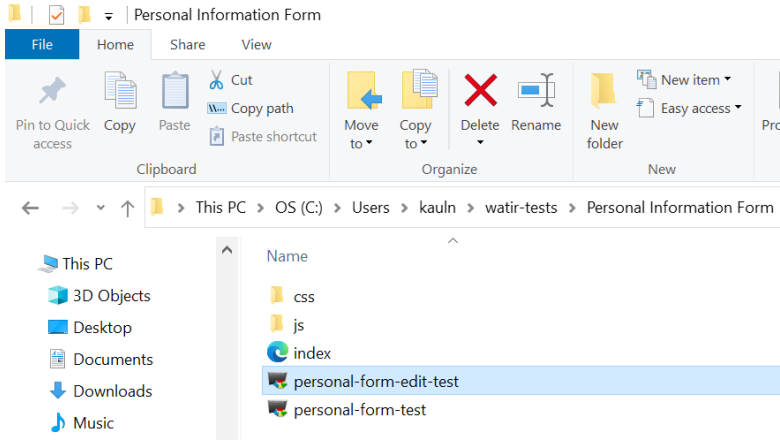 Personal Information Form
File Home Share View
Pin to Quick access
Copy
Paste
Cut
Copy path
Paste shortcut
Clipboard
Move to
Copy to
Delete
Rename
Organize
New folder
New item
Easy access
New
This PC > OS (C:) > Users > kauln > watir-tests > Personal Information Form
This PC
3D Objects
Desktop
Documents
Downloads
Music
Name
css
js
index
personal-form-edit-test
personal-form-test